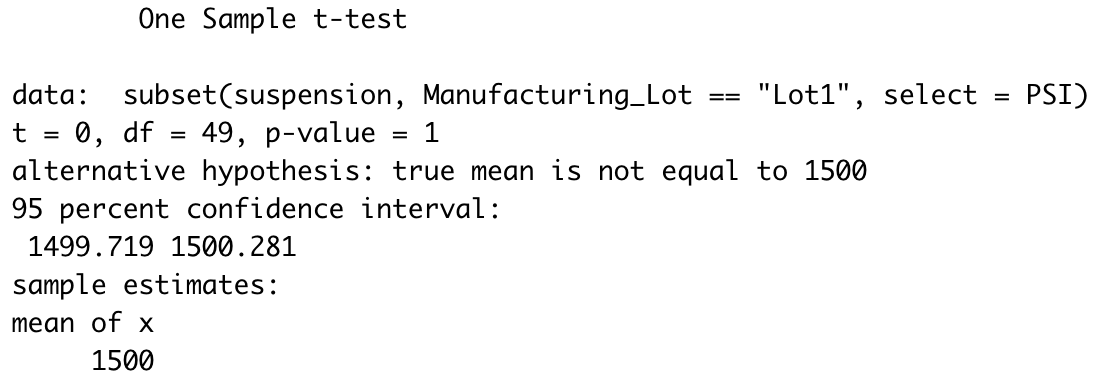 One Sample t-test
data:  subset(suspension, Manufacturing_Lot == "Lot1", select = PSI)
t = 0, df = 49, p-value = 1
alternative hypothesis: true mean is not equal to 1500
95 percent confidence interval:
1499.719 1500.281
sample estimates:
mean of x
1500